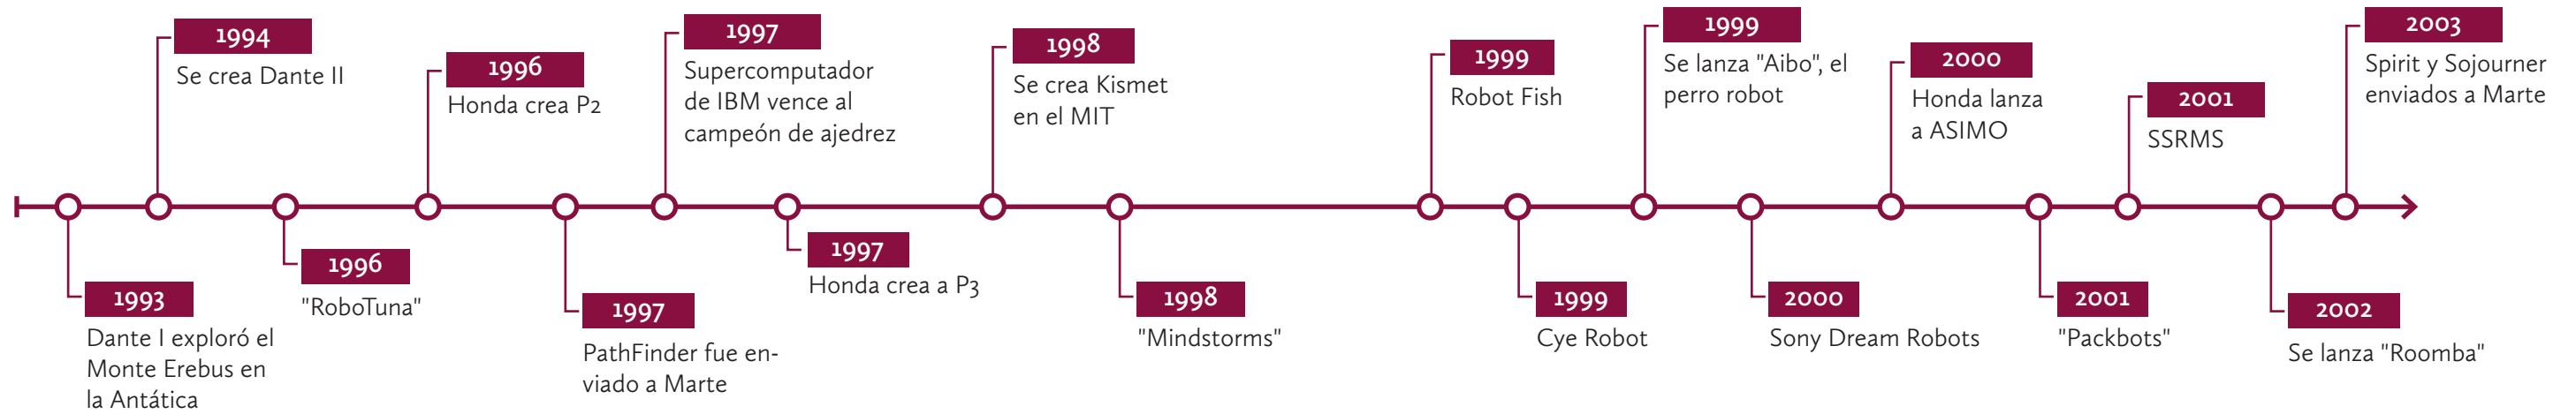 1993
Dante I exploró el
Monte Erebus en
la Antática
1994
Se crea Dante II
1996
"RoboTuna"
1996
Honda crea P2
1997
PathFinder fue en-
viado a Marte
1997
Supercomputador
de IBM vence al
campeón de ajedrez
1997
Honda crea a P3
1998
Se crea Kismet
en el MIT
1998
"Mindstorms"
1999
Robot Fish
1999
Cye Robot
1999
Se lanza "Aibo", el
perro robot
2000
Sony Dream Robots
2000
Honda lanza
a ASIMO
2001
"Packbots"
2001
SSRMS
2002
Se lanza "Roomba"
2003
Spirit y Sojourner
enviados a Marte